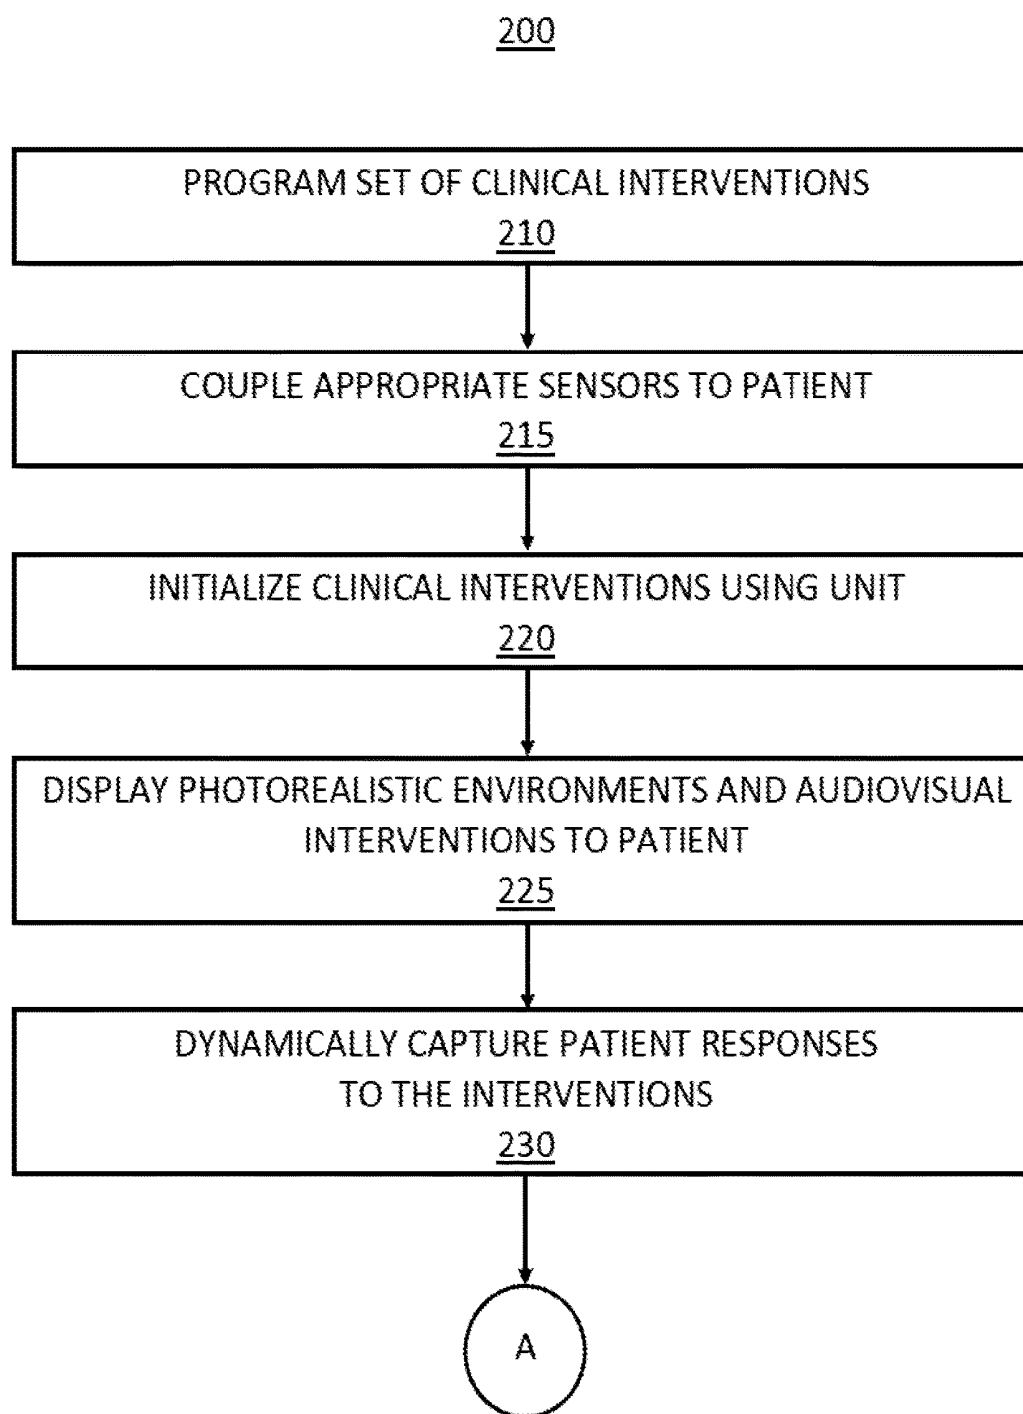 200
PROGRAM SET OF CLINICAL INTERVENTIONS
210
COUPLE APPROPRIATE SENSORS TO PATIENT
215
INITIALIZE CLINICAL INTERVENTIONS USING UNIT
220
DISPLAY PHOTOREALISTIC ENVIRONMENTS AND AUDIOVISUAL
INTERVENTIONS TO PATIENT
225
DYNAMICALLY CAPTURE PATIENT RESPONSES
TO THE INTERVENTIONS
230
A